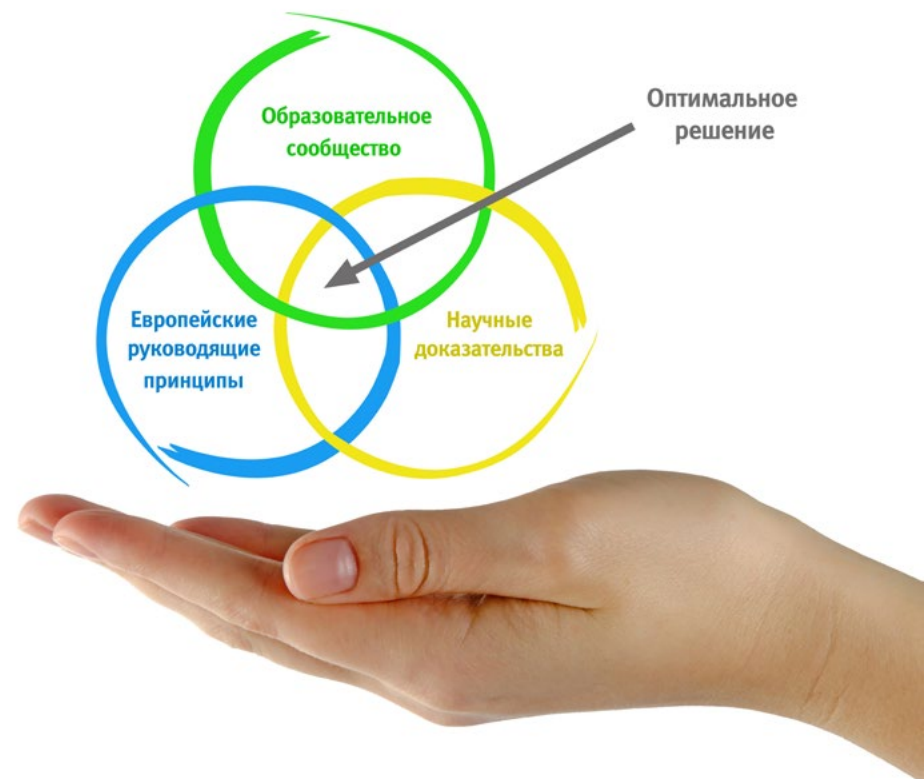 Образовательное
сообщество
Оптимальное
решение
Европейские
руководящие
принципы
Научные
доказательства